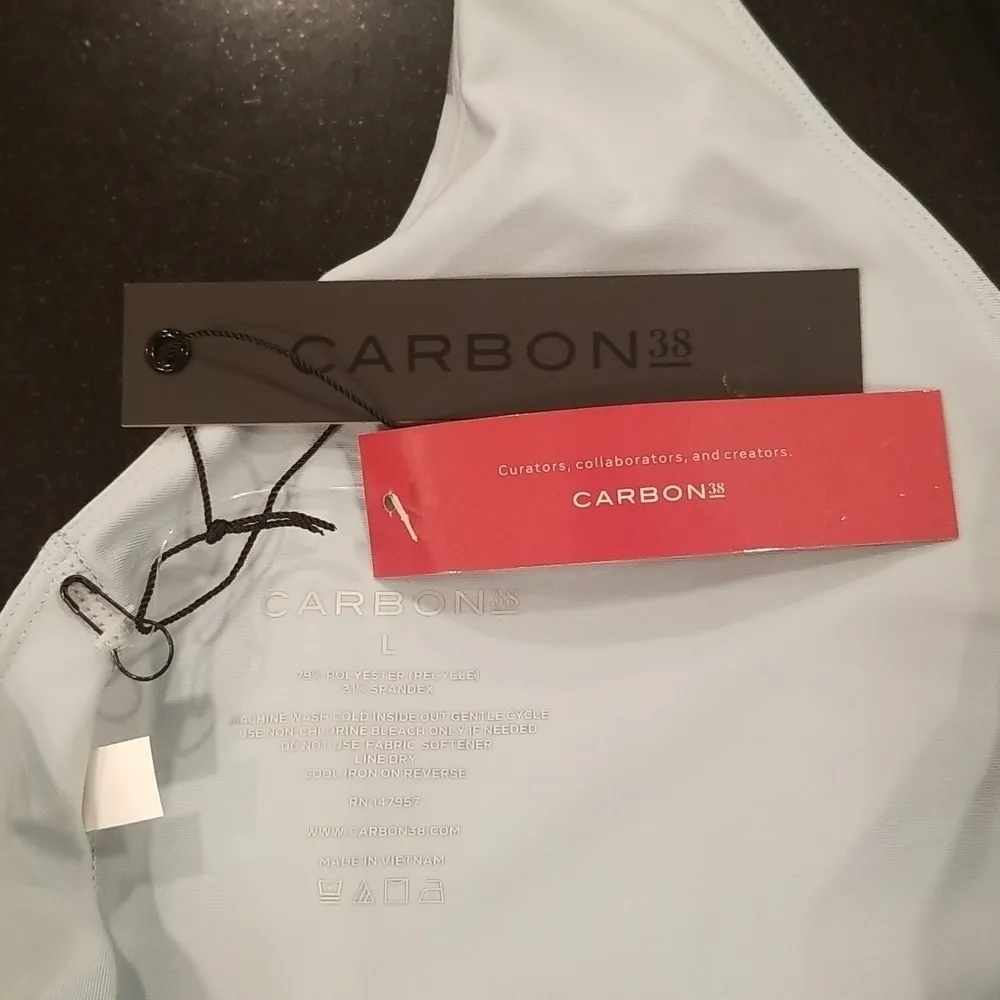 CARBON38
Curators, collaborators, and creators.
CARBON38
CARBON38
L
79% POLYESTER (RECYCLE)
21% SPANDEX
MACHINE WASH COLD INSIDE OUT GENTLE CYCLE
USE NON CHLORINE BLEACH ONLY IF NEEDED
DO NOT USE FABRIC SOFTENER
LINE DRY
COOL IRON ON REVERSE
RN 147957
WWW.CARBON38.COM
MADE IN VIETNAM